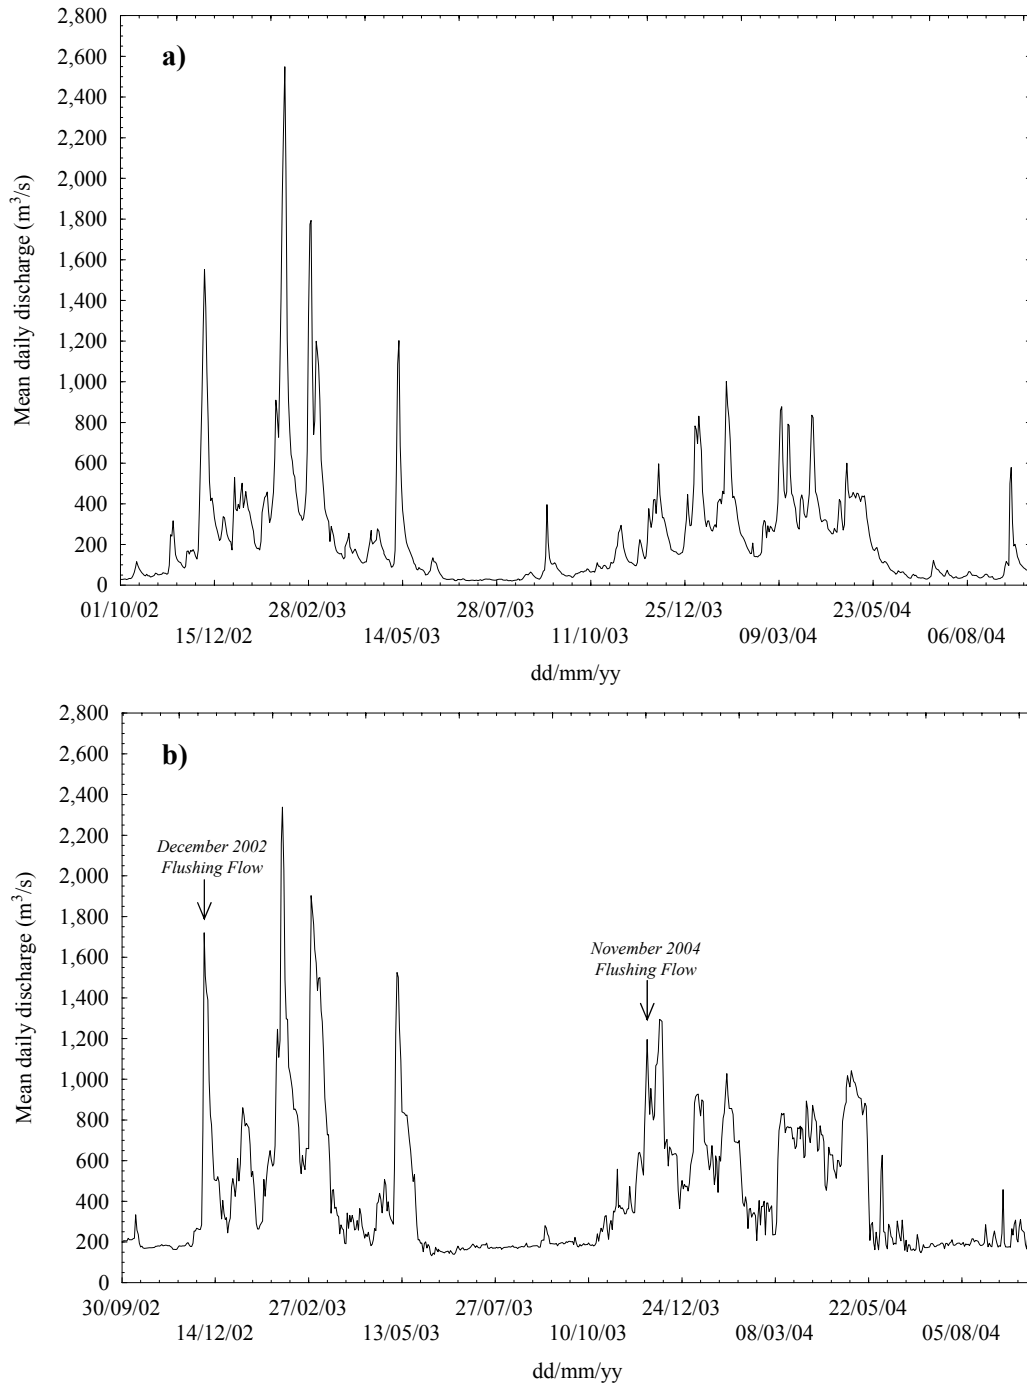 2,800
a)
2,600
2,400
2,200
2,000
1,800
1,600
1,400
1,200
1,000
800
600
400
200
0
Mean daily discharge (m³/s)
01/10/02 28/02/03 28/07/03 25/12/03 23/05/04
15/12/02 14/05/03 11/10/03 09/03/04 06/08/04
dd/mm/yy
2,800
b)
2,600
2,400
2,200
2,000
1,800
1,600
1,400
1,200
1,000
800
600
400
200
0
Mean daily discharge (m³/s)
December 2002
Flushing Flow
November 2004
Flushing Flow
30/09/02 27/02/03 27/07/03 24/12/03 22/05/04
14/12/02 13/05/03 10/10/03 08/03/04 05/08/04
dd/mm/yy